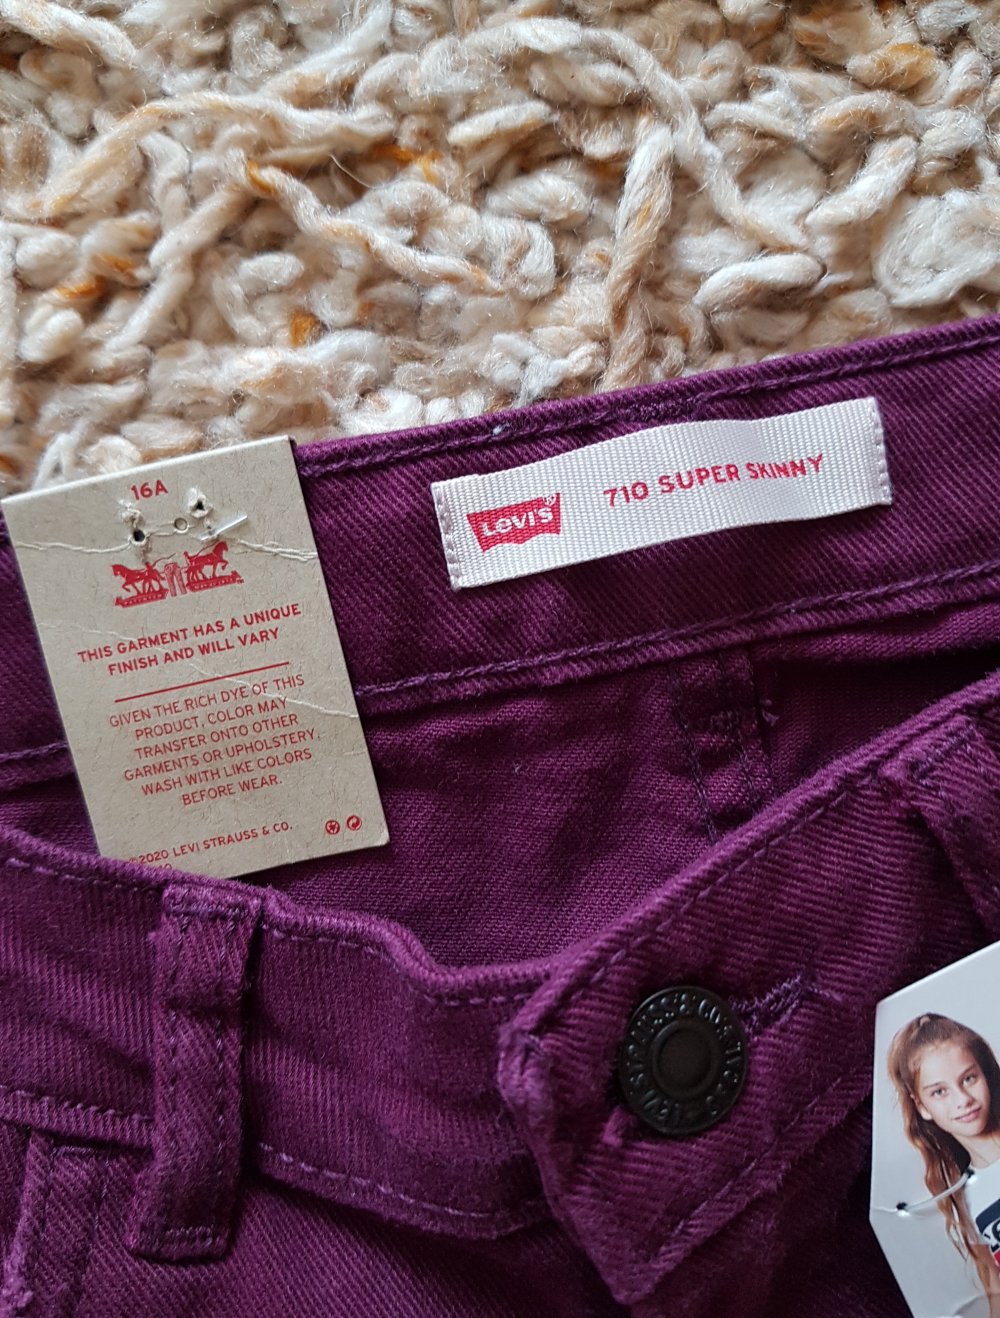 16A
THIS GARMENT HAS A UNIQUE
FINISH AND WILL VARY
GIVEN THE RICH DYE OF THIS
PRODUCT, COLOR MAY
TRANSFER ONTO OTHER
GARMENTS OR UPHOLSTERY.
WASH WITH LIKE COLORS
BEFORE WEAR.
©2020 LEVI STRAUSS & CO.
Levi's®
710 SUPER SKINNY